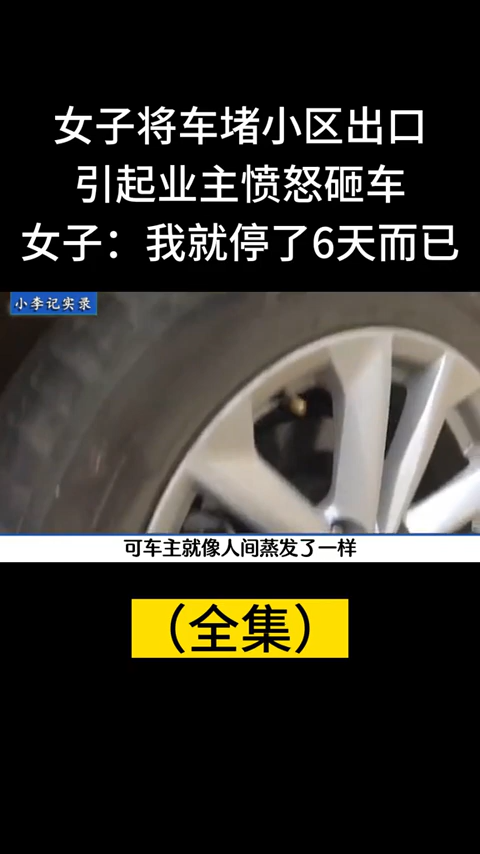 女子将车堵小区出口
引起业主愤怒砸车
女子：我就停了6天而已
小李记实录
可车主就像人间蒸发了一样
（全集）